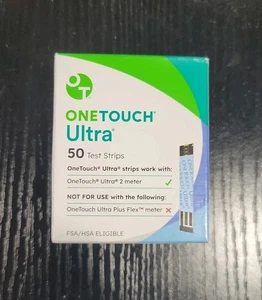 OT
ONETOUCH®
Ultra®
50 Test Strips
OneTouch® Ultra® strips work with:
OneTouch® Ultra® 2 meter ✓
NOT FOR USE with the following:
OneTouch Ultra Plus Flex™ meter ✗
FSA/HSA ELIGIBLE